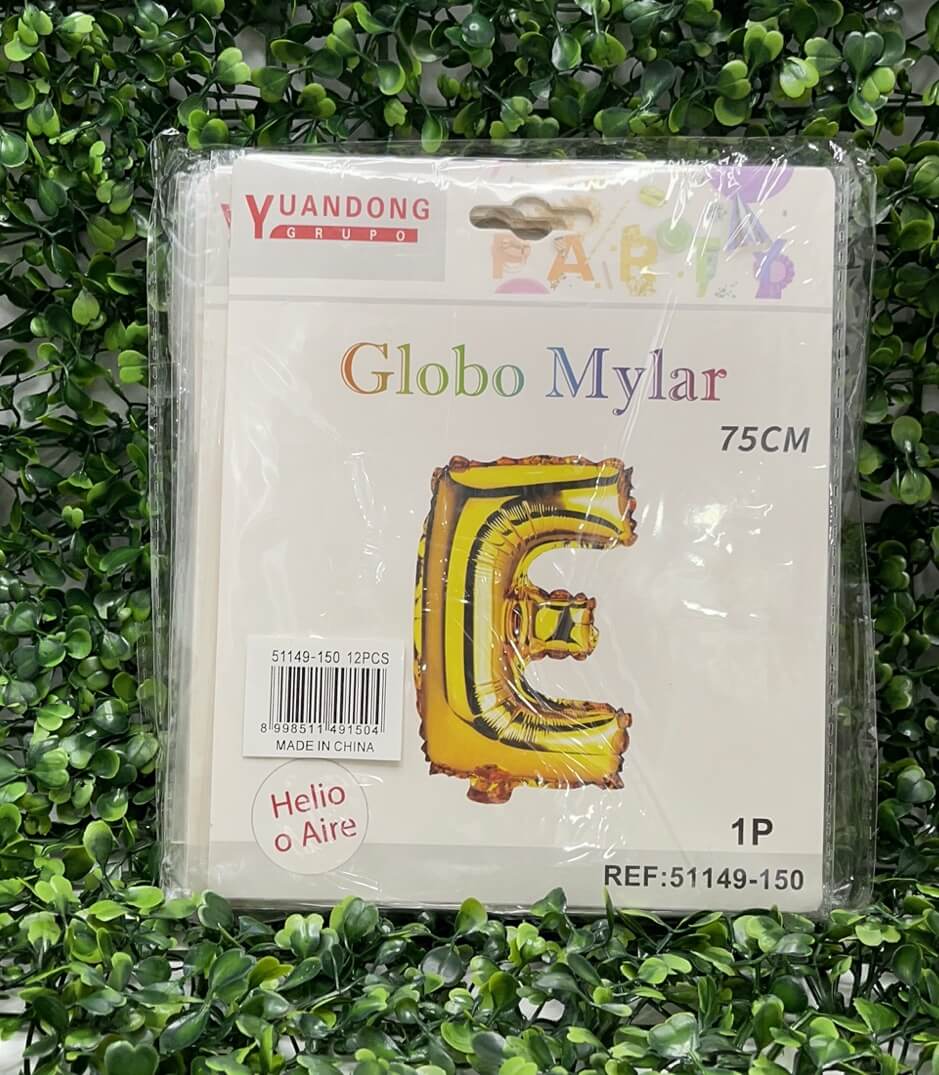 YUANDONG
GRUPO
PARTY
Globo Mylar
75CM
51149-150 12PCS
8 998511 491504
MADE IN CHINA
Helio
o Aire
1P
REF:51149-150